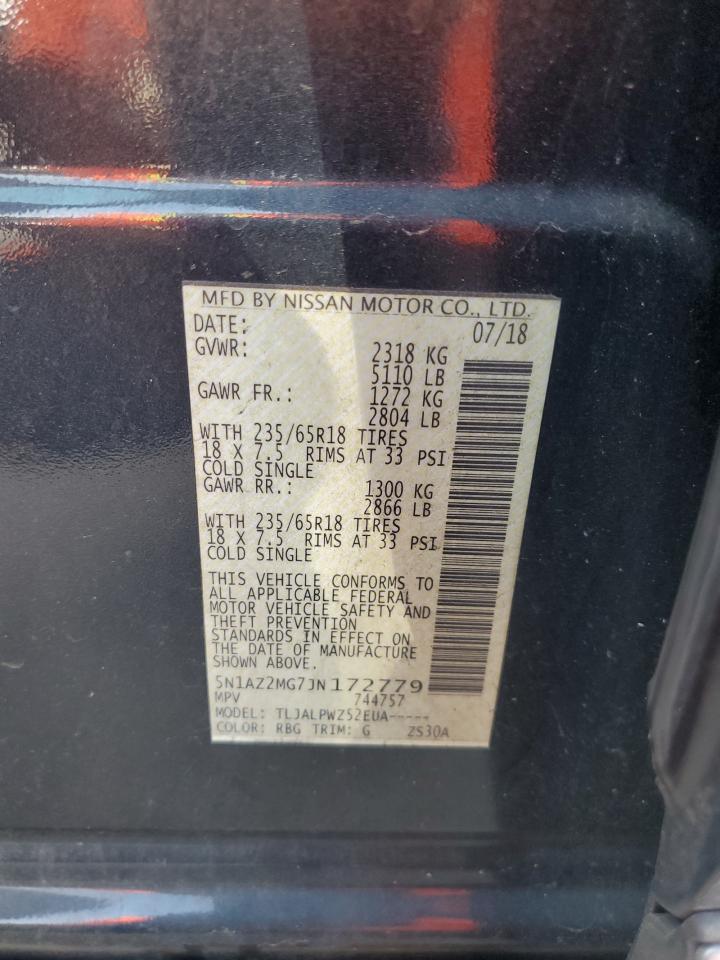 MFD BY NISSAN MOTOR CO., LTD.
DATE: 07/18
GVWR: 2318 KG
5110 LB
GAWR FR.: 1272 KG
2804 LB
WITH 235/65R18 TIRES
18 X 7.5 RIMS AT 33 PSI
COLD SINGLE
GAWR RR.: 1300 KG
2866 LB
WITH 235/65R18 TIRES
18 X 7.5 RIMS AT 33 PSI
COLD SINGLE
THIS VEHICLE CONFORMS TO
ALL APPLICABLE FEDERAL
MOTOR VEHICLE SAFETY AND
THEFT PREVENTION
STANDARDS IN EFFECT ON
THE DATE OF MANUFACTURE
SHOWN ABOVE.
5N1AZ2MG7JN172779
MPV 744757
MODEL: TLJALPWZ52EUA-----
COLOR: RBG TRIM: G ZS30A